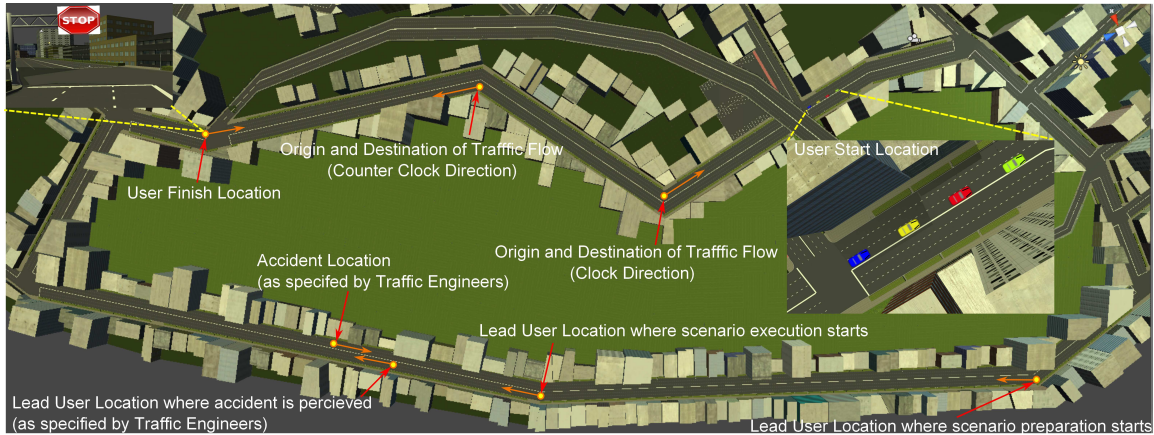 STOP
Origin and Destination of Trafffic Flow
(Counter Clock Direction)
User Start Location
User Finish Location
Origin and Destination of Trafffic Flow
(Clock Direction)
Accident Location
(as specifed by Traffic Engineers)
Lead User Location where scenario execution starts
Lead User Location where accident is percieved
(as specified by Traffic Engineers)
Lead User Location where scenario preparation starts